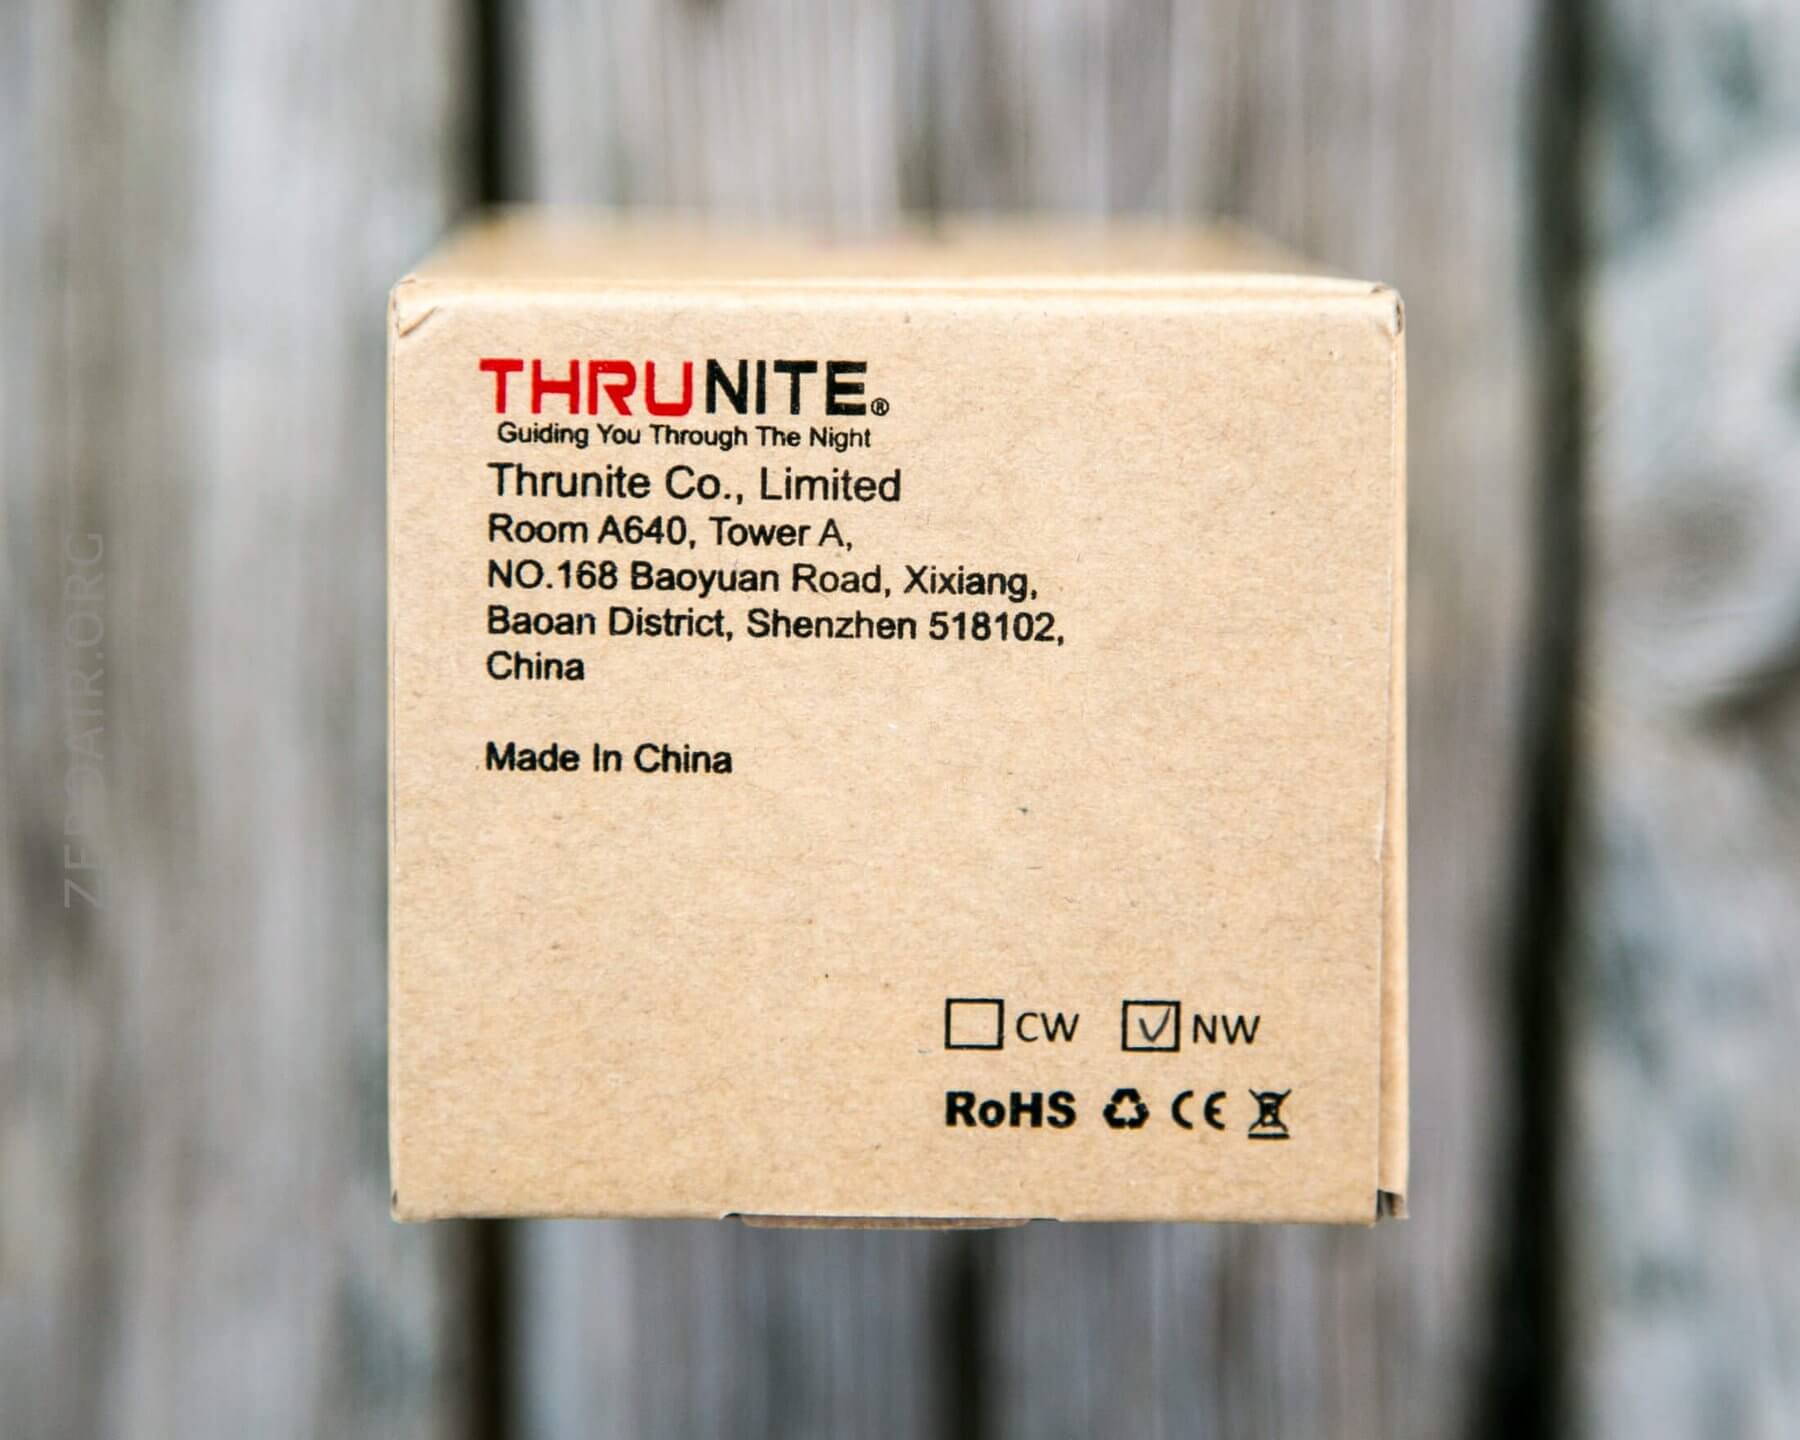 THRUNITE®
Guiding You Through The Night
Thrunite Co., Limited
Room A640, Tower A,
NO.168 Baoyuan Road, Xixiang,
Baoan District, Shenzhen 518102,
China
Made In China
CW NW
RoHS CE
ZEROAIR.ORG